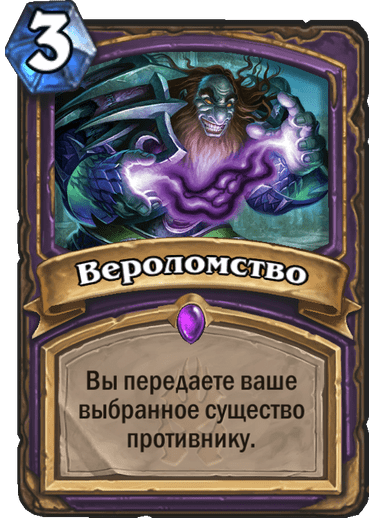 3
Вероломство
Вы передаете ваше
выбранное существо
противнику.